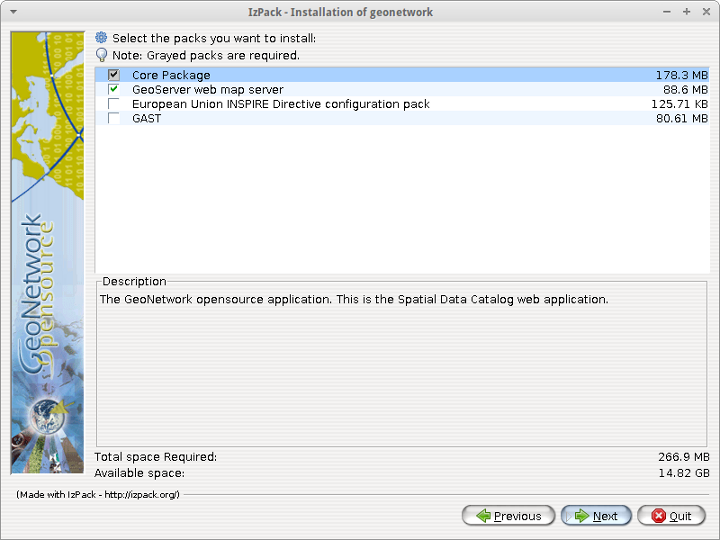 IzPack - Installation of geonetwork
Select the packs you want to install:
Note: Grayed packs are required.
Core Package 178.3 MB
GeoServer web map server 88.6 MB
European Union INSPIRE Directive configuration pack 125.71 KB
GAST 80.61 MB
GeoNetwork
opensource
Description
The GeoNetwork opensource application. This is the Spatial Data Catalog web application.
Total space Required: 266.9 MB
Available space: 14.82 GB
(Made with IzPack - http://izpack.org/)
Previous Next Quit